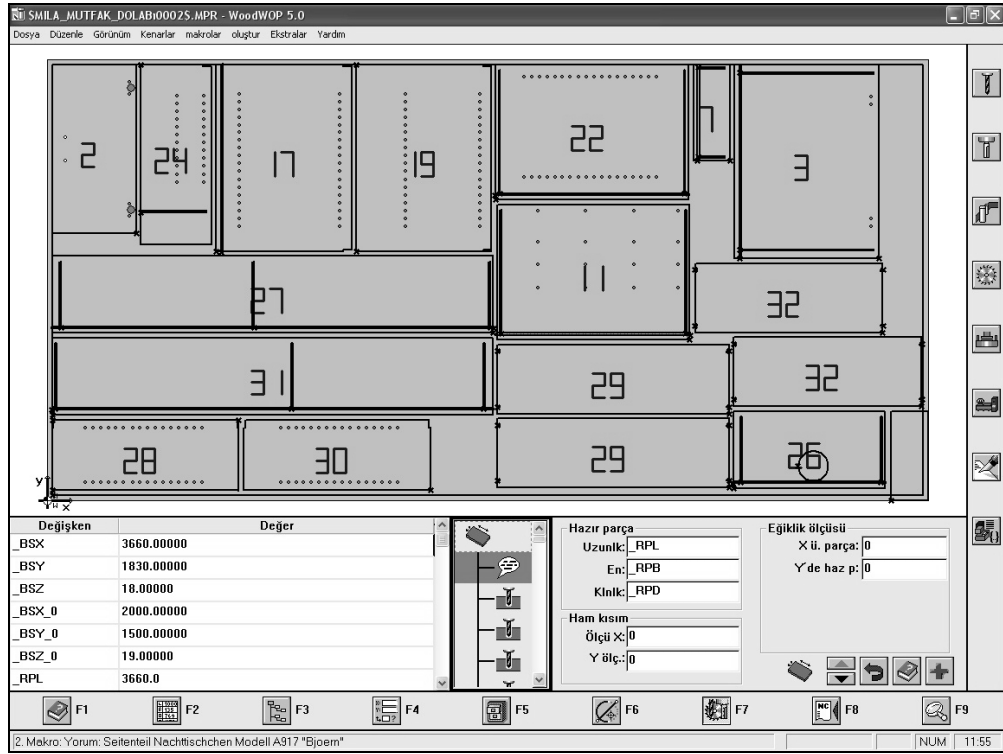 SMILA_MUTFAK_DOLABı0002S.MPR - WoodWOP 5.0
Dosya Düzenle Görünüm Kenarlar makrolar oluştur Ekstralar Yardım
2 24 17 19 22 7 3
11
27 32
31 29 32
28 30 29 26
y
x
Değişken Değer
_BSX 3660.00000
_BSY 1830.00000
_BSZ 18.00000
_BSX_0 2000.00000
_BSY_0 1500.00000
_BSZ_0 19.00000
_RPL 3660.0
Hazır parça
Uzunlk: _RPL
En: _RPB
Klnlk: _RPD
Ham kısım
Ölçü X: 0
Y ölç.: 0
Eğiklik ölçüsü
X ü. parça: 0
Y'de haz p: 0
F1 F2 F3 F4 F5 F6 F7 F8 F9
2. Makro: Yorum: Seitenteil Nachttischchen Modell A917 "Bjoern" NUM 11:55